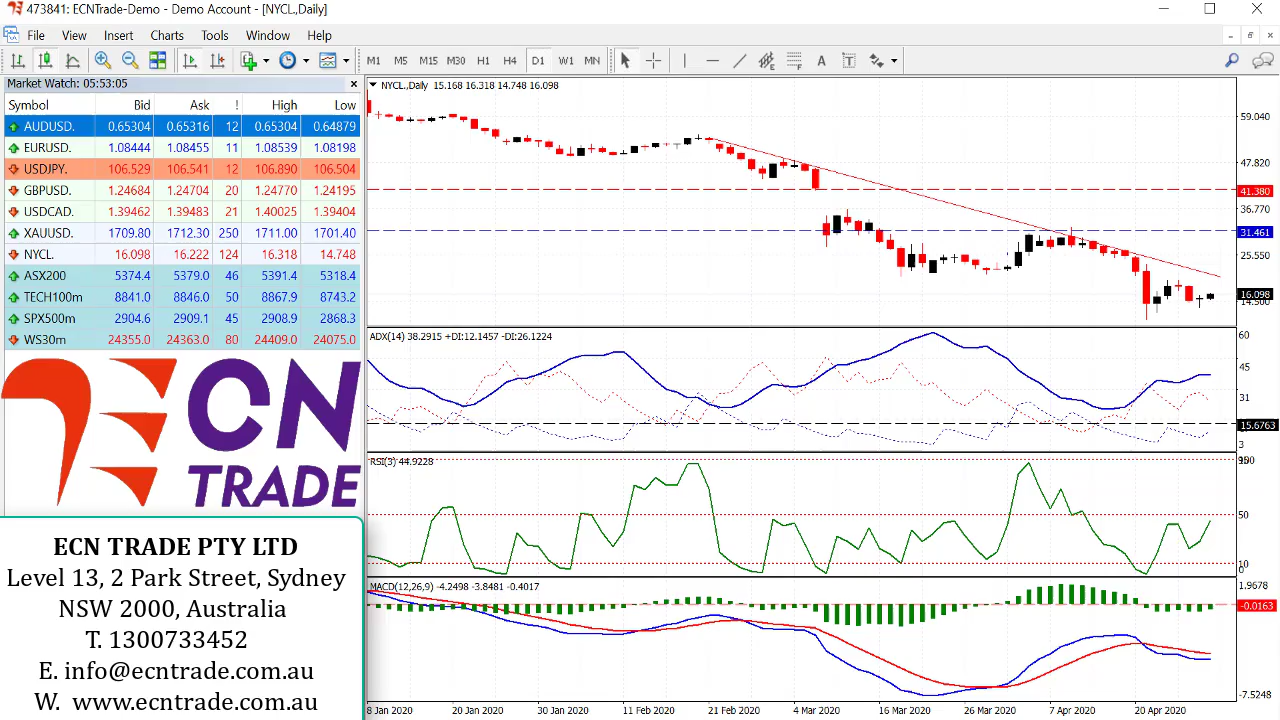 473841: ECNTrade-Demo - Demo Account - [NYCL.,Daily]
File View Insert Charts Tools Window Help
M1 M5 M15 M30 H1 H4 D1 W1 MN
Market Watch: 05:53:05
Symbol Bid Ask ! High Low
AUDUSD. 0.65304 0.65316 12 0.65304 0.64879
EURUSD. 1.08444 1.08455 11 1.08539 1.08198
USDJPY. 106.529 106.541 12 106.890 106.504
GBPUSD. 1.24684 1.24704 20 1.24770 1.24195
USDCAD. 1.39462 1.39483 21 1.40025 1.39404
XAUUSD. 1709.80 1712.30 250 1711.00 1701.40
NYCL. 16.098 16.222 124 16.318 14.748
ASX200 5374.4 5379.0 46 5391.4 5318.4
TECH100m 8841.0 8846.0 50 8867.9 8743.2
SPX500m 2904.6 2909.1 45 2908.9 2868.3
WS30m 24355.0 24363.0 80 24409.0 24075.0
ECN
TRADE
ECN TRADE PTY LTD
Level 13, 2 Park Street, Sydney
NSW 2000, Australia
T. 1300733452
E. info@ecntrade.com.au
W. www.ecntrade.com.au
NYCL.,Daily 15.168 16.318 14.748 16.098
59.040
47.820
41.380
36.770
31.461
25.550
16.098
14.500
ADX(14) 38.2915 +DI:12.1457 -DI:26.1224
60
45
31
15.6763
3
RSI(3) 44.9228
50
10
0
MACD(12,26,9) -4.2498 -3.8481 -0.4017
1.9678
-0.0163
-7.5248
8 Jan 2020 20 Jan 2020 30 Jan 2020 11 Feb 2020 21 Feb 2020 4 Mar 2020 16 Mar 2020 26 Mar 2020 7 Apr 2020 20 Apr 2020